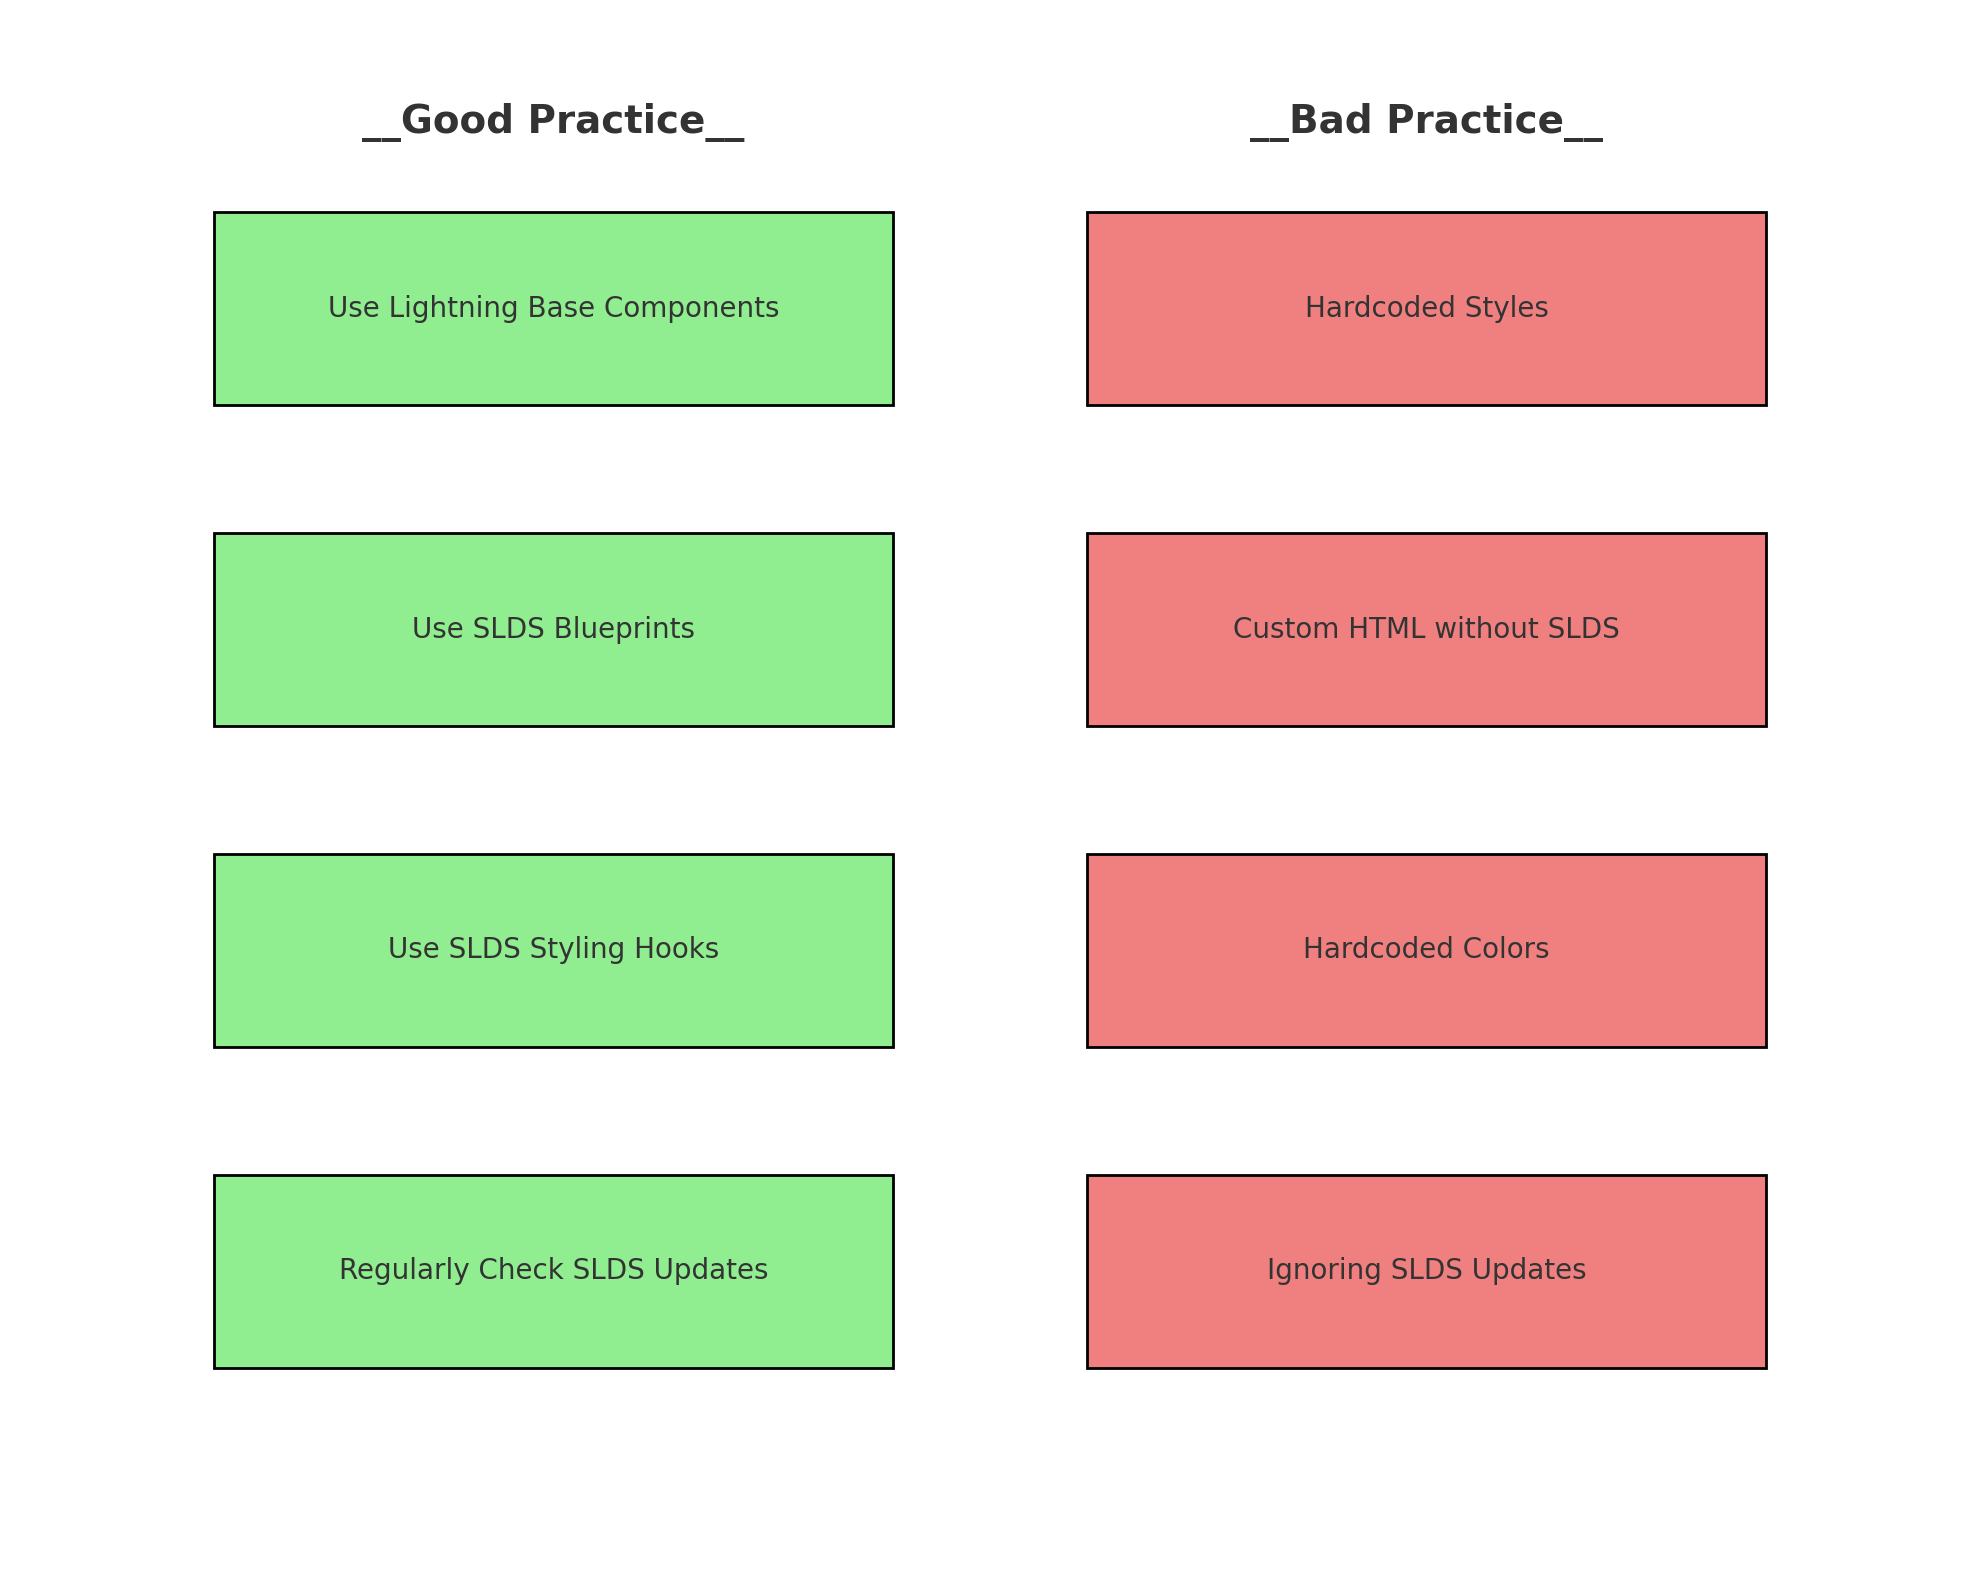 __Good Practice__
__Bad Practice__
Use Lightning Base Components
Hardcoded Styles
Use SLDS Blueprints
Custom HTML without SLDS
Use SLDS Styling Hooks
Hardcoded Colors
Regularly Check SLDS Updates
Ignoring SLDS Updates